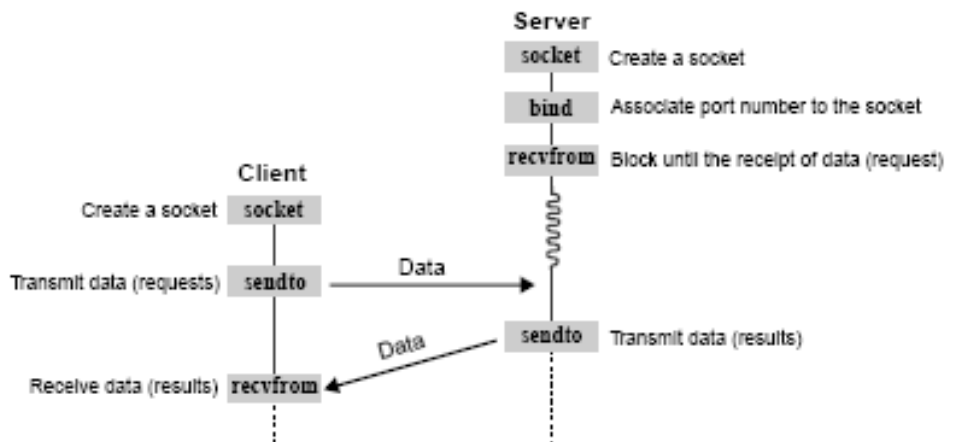 Server
socket Create a socket
bind Associate port number to the socket
recvfrom Block until the receipt of data (request)
Client
Create a socket socket
Transmit data (requests) sendto
Data
sendto Transmit data (results)
Data
Receive data (results) recvfrom